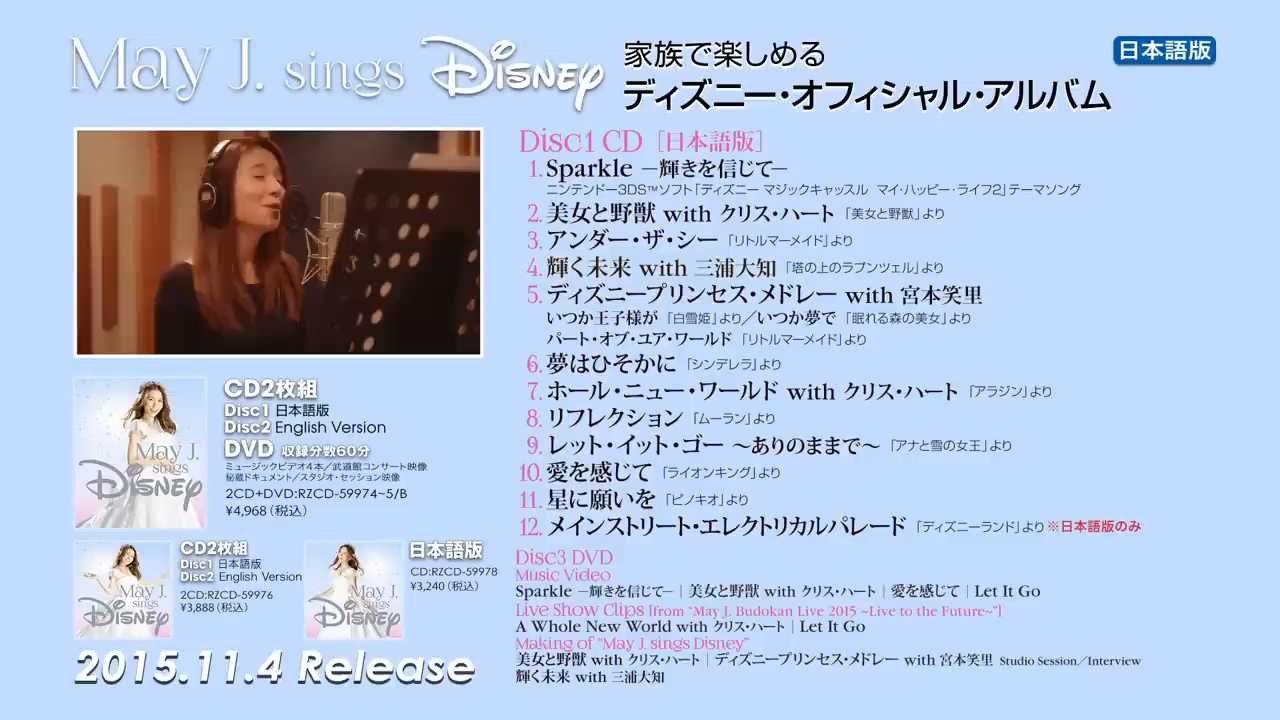 May J. sings Disney
家族で楽しめる
ディズニー・オフィシャル・アルバム
日本語版
Disc1 CD［日本語版］
1. Sparkle －輝きを信じて－
ニンテンドー3DS™ソフト「ディズニー マジックキャッスル マイ・ハッピー・ライフ2」テーマソング
2. 美女と野獣 with クリス・ハート「美女と野獣」より
3. アンダー・ザ・シー「リトルマーメイド」より
4. 輝く未来 with 三浦大知「塔の上のラプンツェル」より
5. ディズニープリンセス・メドレー with 宮本笑里
いつか王子様が「白雪姫」より／いつか夢で「眠れる森の美女」より
パート・オブ・ユア・ワールド「リトルマーメイド」より
6. 夢はひそかに「シンデレラ」より
7. ホール・ニュー・ワールド with クリス・ハート「アラジン」より
8. リフレクション「ムーラン」より
9. レット・イット・ゴー ～ありのままで～「アナと雪の女王」より
10. 愛を感じて「ライオンキング」より
11. 星に願いを「ピノキオ」より
12. メインストリート・エレクトリカルパレード「ディズニーランド」より ※日本語版のみ
Disc3 DVD
Music Video
Sparkle －輝きを信じて－｜美女と野獣 with クリス・ハート｜愛を感じて｜Let It Go
Live Show Clips [from "May J. Budokan Live 2015 ~Live to the Future~"]
A Whole New World with クリス・ハート｜Let It Go
Making of "May J. sings Disney"
美女と野獣 with クリス・ハート｜ディズニープリンセス・メドレー with 宮本笑里 Studio Session／Interview
輝く未来 with 三浦大知
May J.
sings
Disney
CD2枚組
Disc1 日本語版
Disc2 English Version
DVD 収録分数60分
ミュージックビデオ4本／武道館コンサート映像
秘蔵ドキュメント／スタジオ・セッション映像
2CD+DVD:RZCD-59974~5/B
¥4,968（税込）
May J.
sings
Disney
CD2枚組
Disc1 日本語版
Disc2 English Version
2CD:RZCD-59976
¥3,888（税込）
May J.
sings
Disney
日本語版
CD:RZCD-59978
¥3,240（税込）
2015.11.4 Release